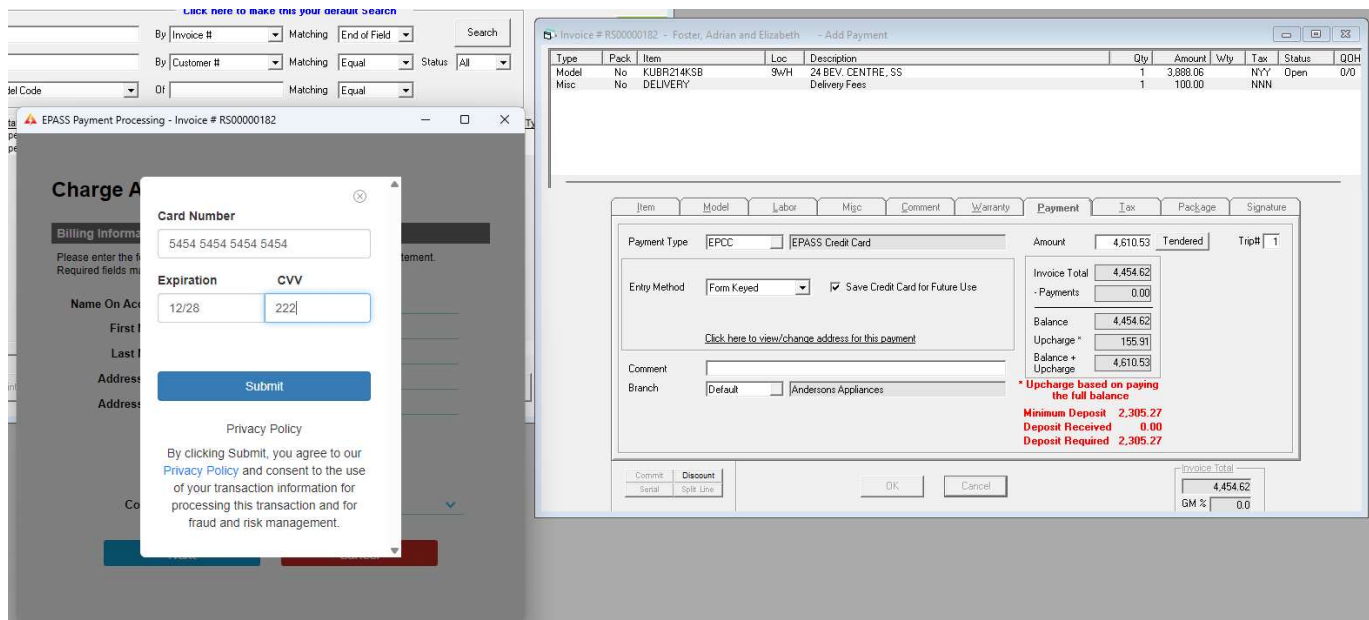 Click here to make this your default Search
By Invoice # Matching End of Field Search
By Customer # Matching Equal Status All
del Code Of Matching Equal
EPASS Payment Processing - Invoice # RS00000182
Charge A
Billing Informa
Please enter the f
tement.
Required fields ma
Name On Acc
First
Last
Address
Address
Co
Card Number
5454 5454 5454 5454
Expiration CVV
12/28 222
Submit
Privacy Policy
By clicking Submit, you agree to our
Privacy Policy and consent to the use
of your transaction information for
processing this transaction and for
fraud and risk management.
Invoice # RS00000182 - Foster, Adrian and Elizabeth - Add Payment
Type Pack Item Loc Description Qty Amount Wty Tax Status QOH
Model No KUBR214KSB 9WH 24 BEV. CENTRE, SS 1 3,888.06 NYY Open 0/0
Misc No DELIVERY Delivery Fees 1 100.00 NNN
Item Model Labor Misc Comment Warranty Payment Tax Package Signature
Payment Type EPCC EPASS Credit Card Amount 4,610.53 Tendered Trip# 1
Entry Method Form Keyed Save Credit Card for Future Use
Click here to view/change address for this payment
Comment
Branch Default Andersons Appliances
Invoice Total 4,454.62
- Payments 0.00
Balance 4,454.62
Upcharge * 155.91
Balance +
Upcharge 4,610.53
* Upcharge based on paying
the full balance
Minimum Deposit 2,305.27
Deposit Received 0.00
Deposit Required 2,305.27
Commit Discount
Serial Split Line
OK Cancel
Invoice Total
4,454.62
GM % 0.0